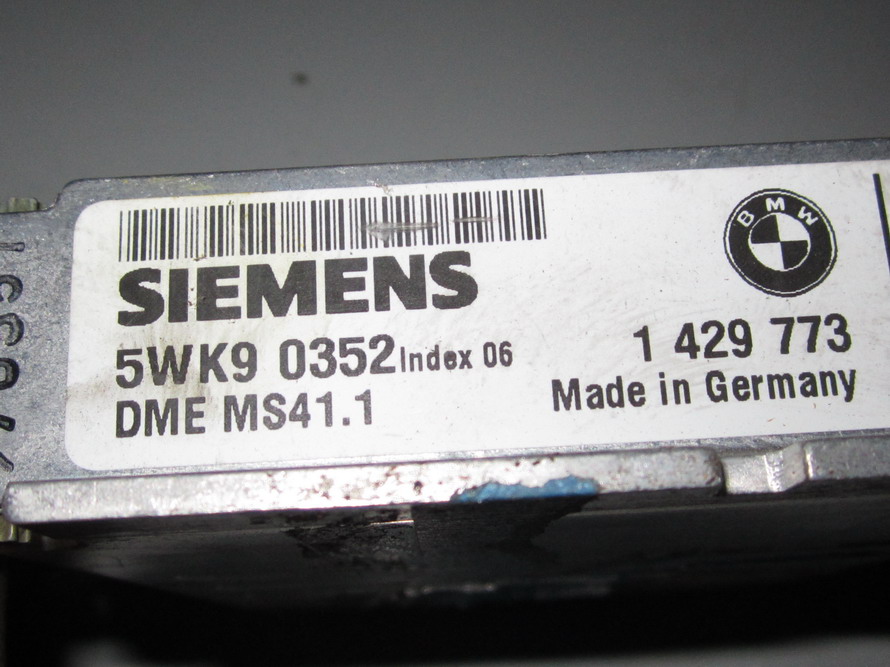 BMW
SIEMENS
5WK9 0352 Index 06
1 429 773
DME MS41.1
Made in Germany